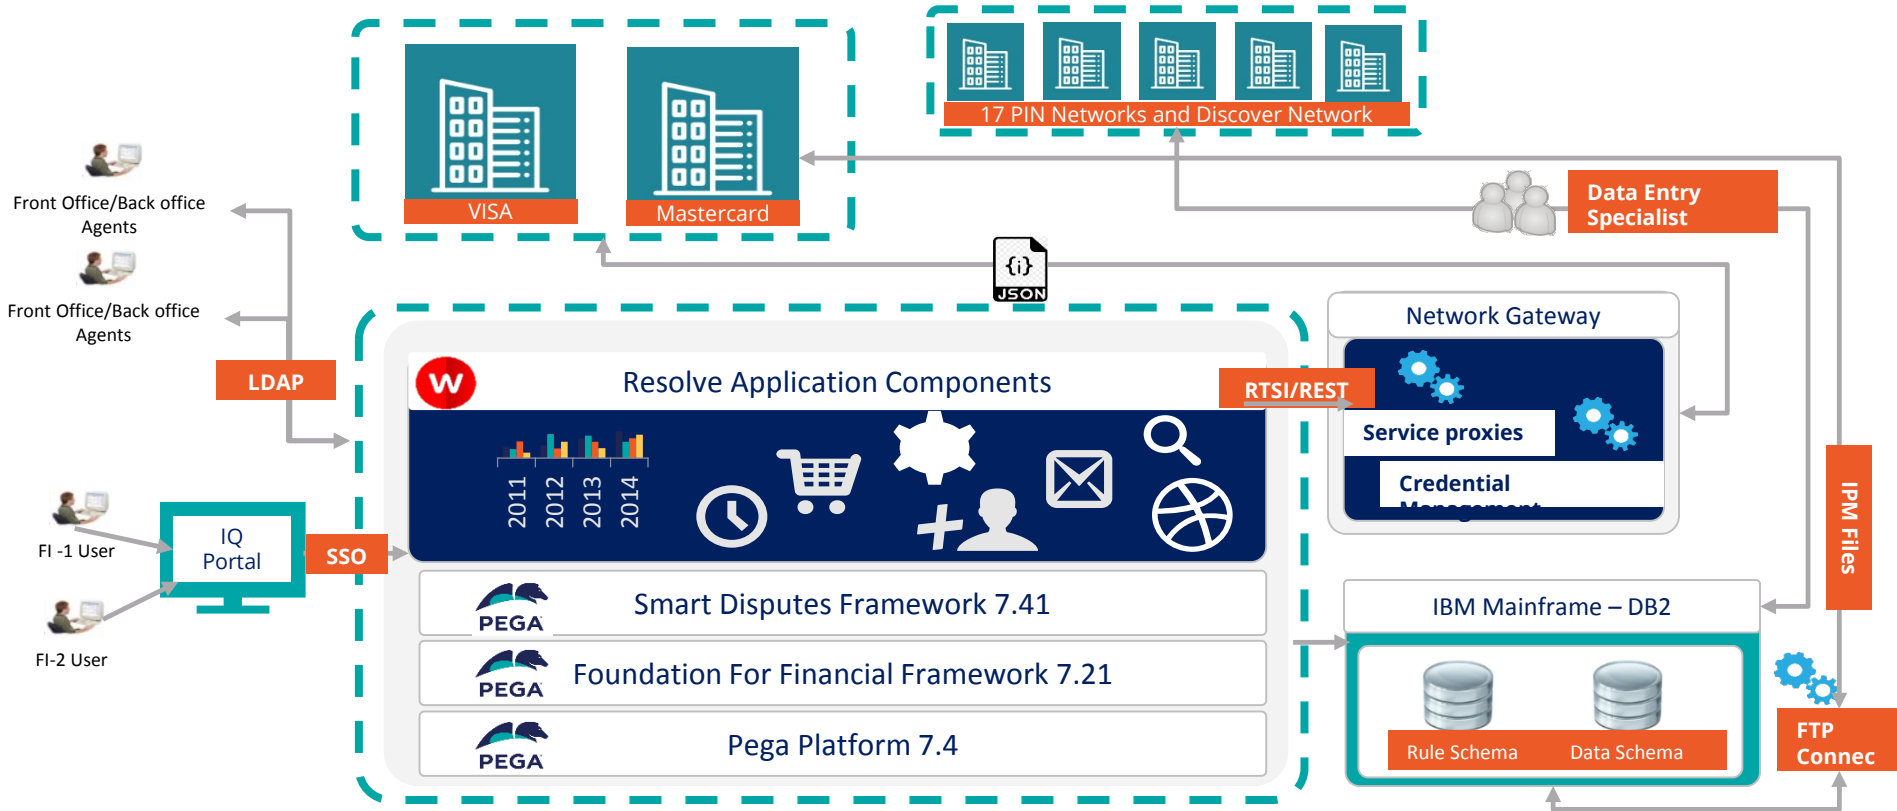 VISA
Mastercard
17 PIN Networks and Discover Network
Front Office/Back office
Agents
Front Office/Back office
Agents
Data Entry
Specialist
{i}
JSON
LDAP
Network Gateway
W
Resolve Application Components
RTSI/REST
Service proxies
Credential
Management
2011
2012
2013
2014
IPM Files
FI -1 User
IQ
Portal
SSO
FI-2 User
PEGA
Smart Disputes Framework 7.41
IBM Mainframe – DB2
PEGA
Foundation For Financial Framework 7.21
PEGA
Pega Platform 7.4
Rule Schema
Data Schema
FTP
Connec